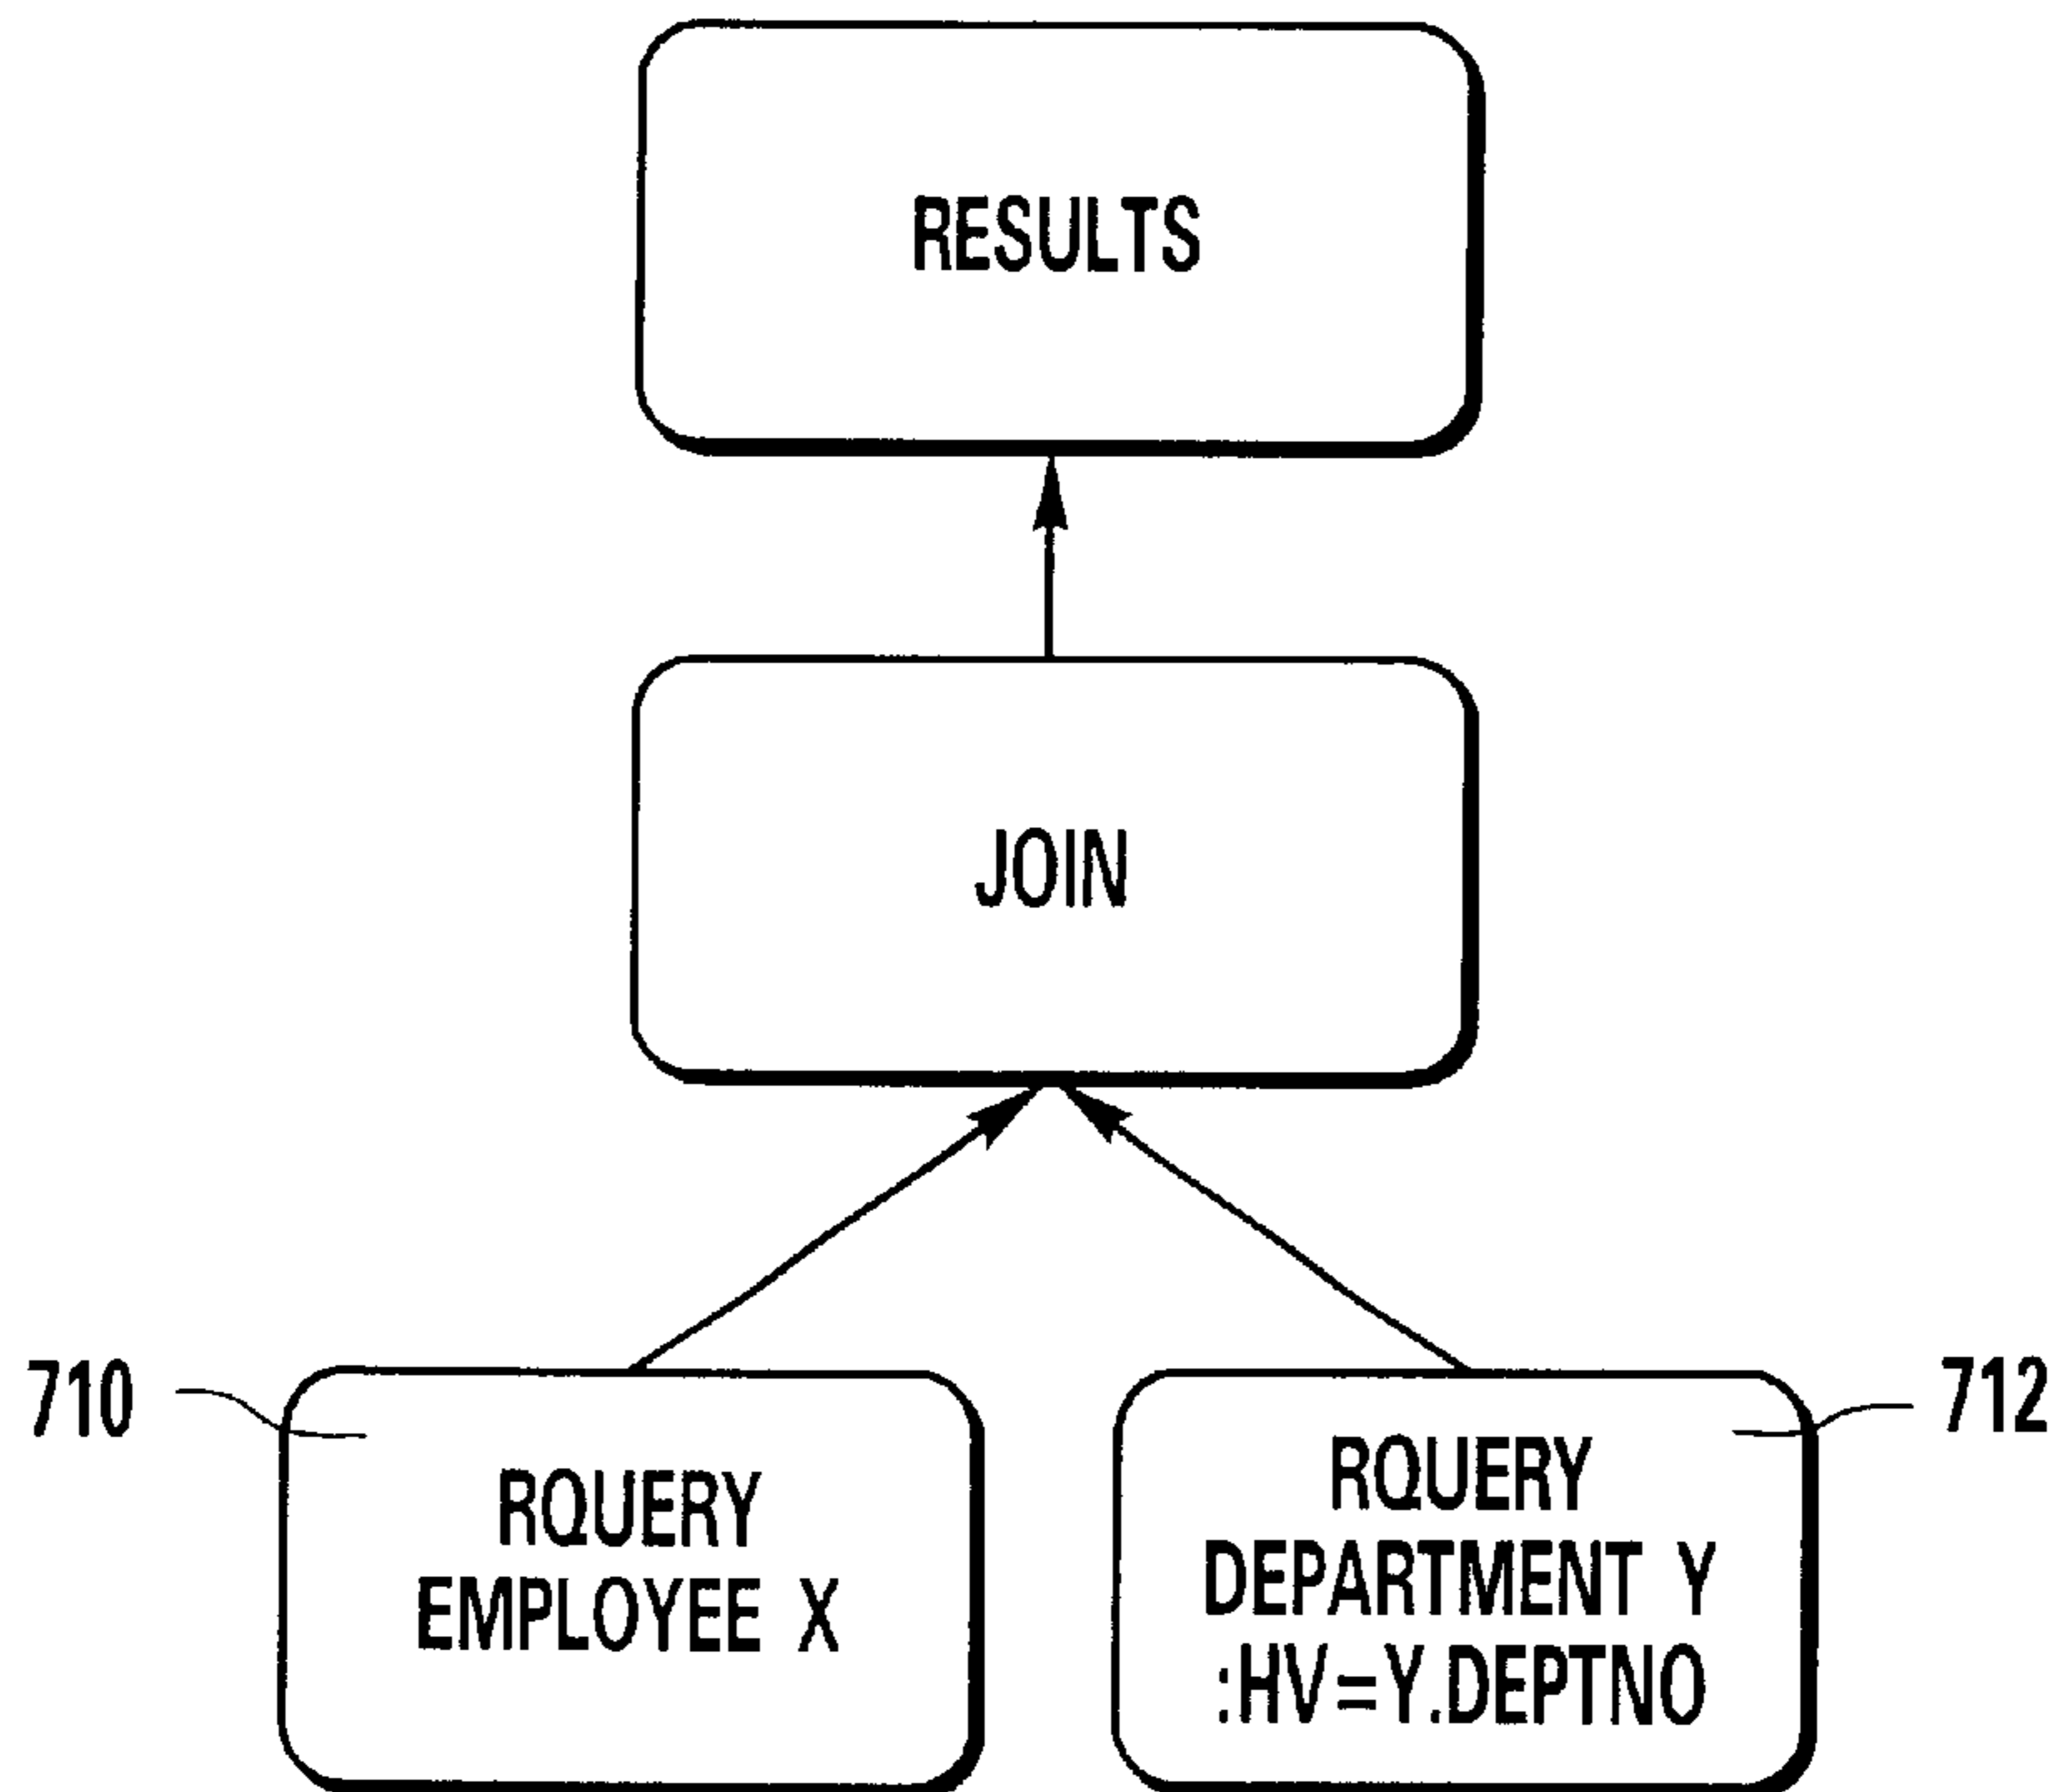 RESULTS
JOIN
710
712
RQUERY
EMPLOYEE X
RQUERY
DEPARTMENT Y
:HV=Y.DEPTNO